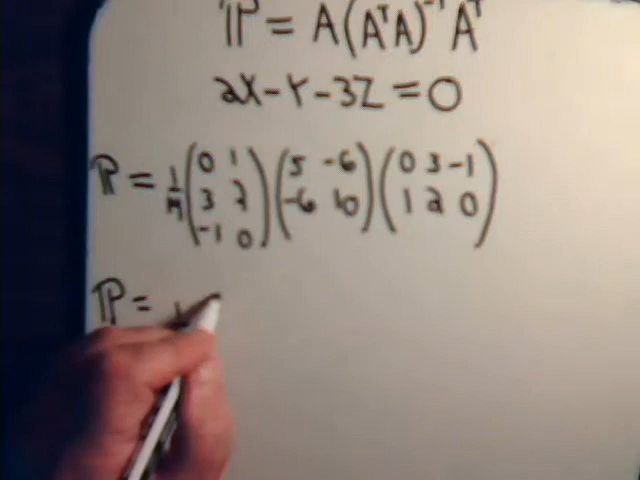 ℙ = A(AᵀA)⁻¹Aᵀ
2X-Y-3Z=0
ℙ = 1/14 (0 1; 3 2; -1 0) (5 -6; -6 10) (0 3 -1; 1 2 0)
ℙ =